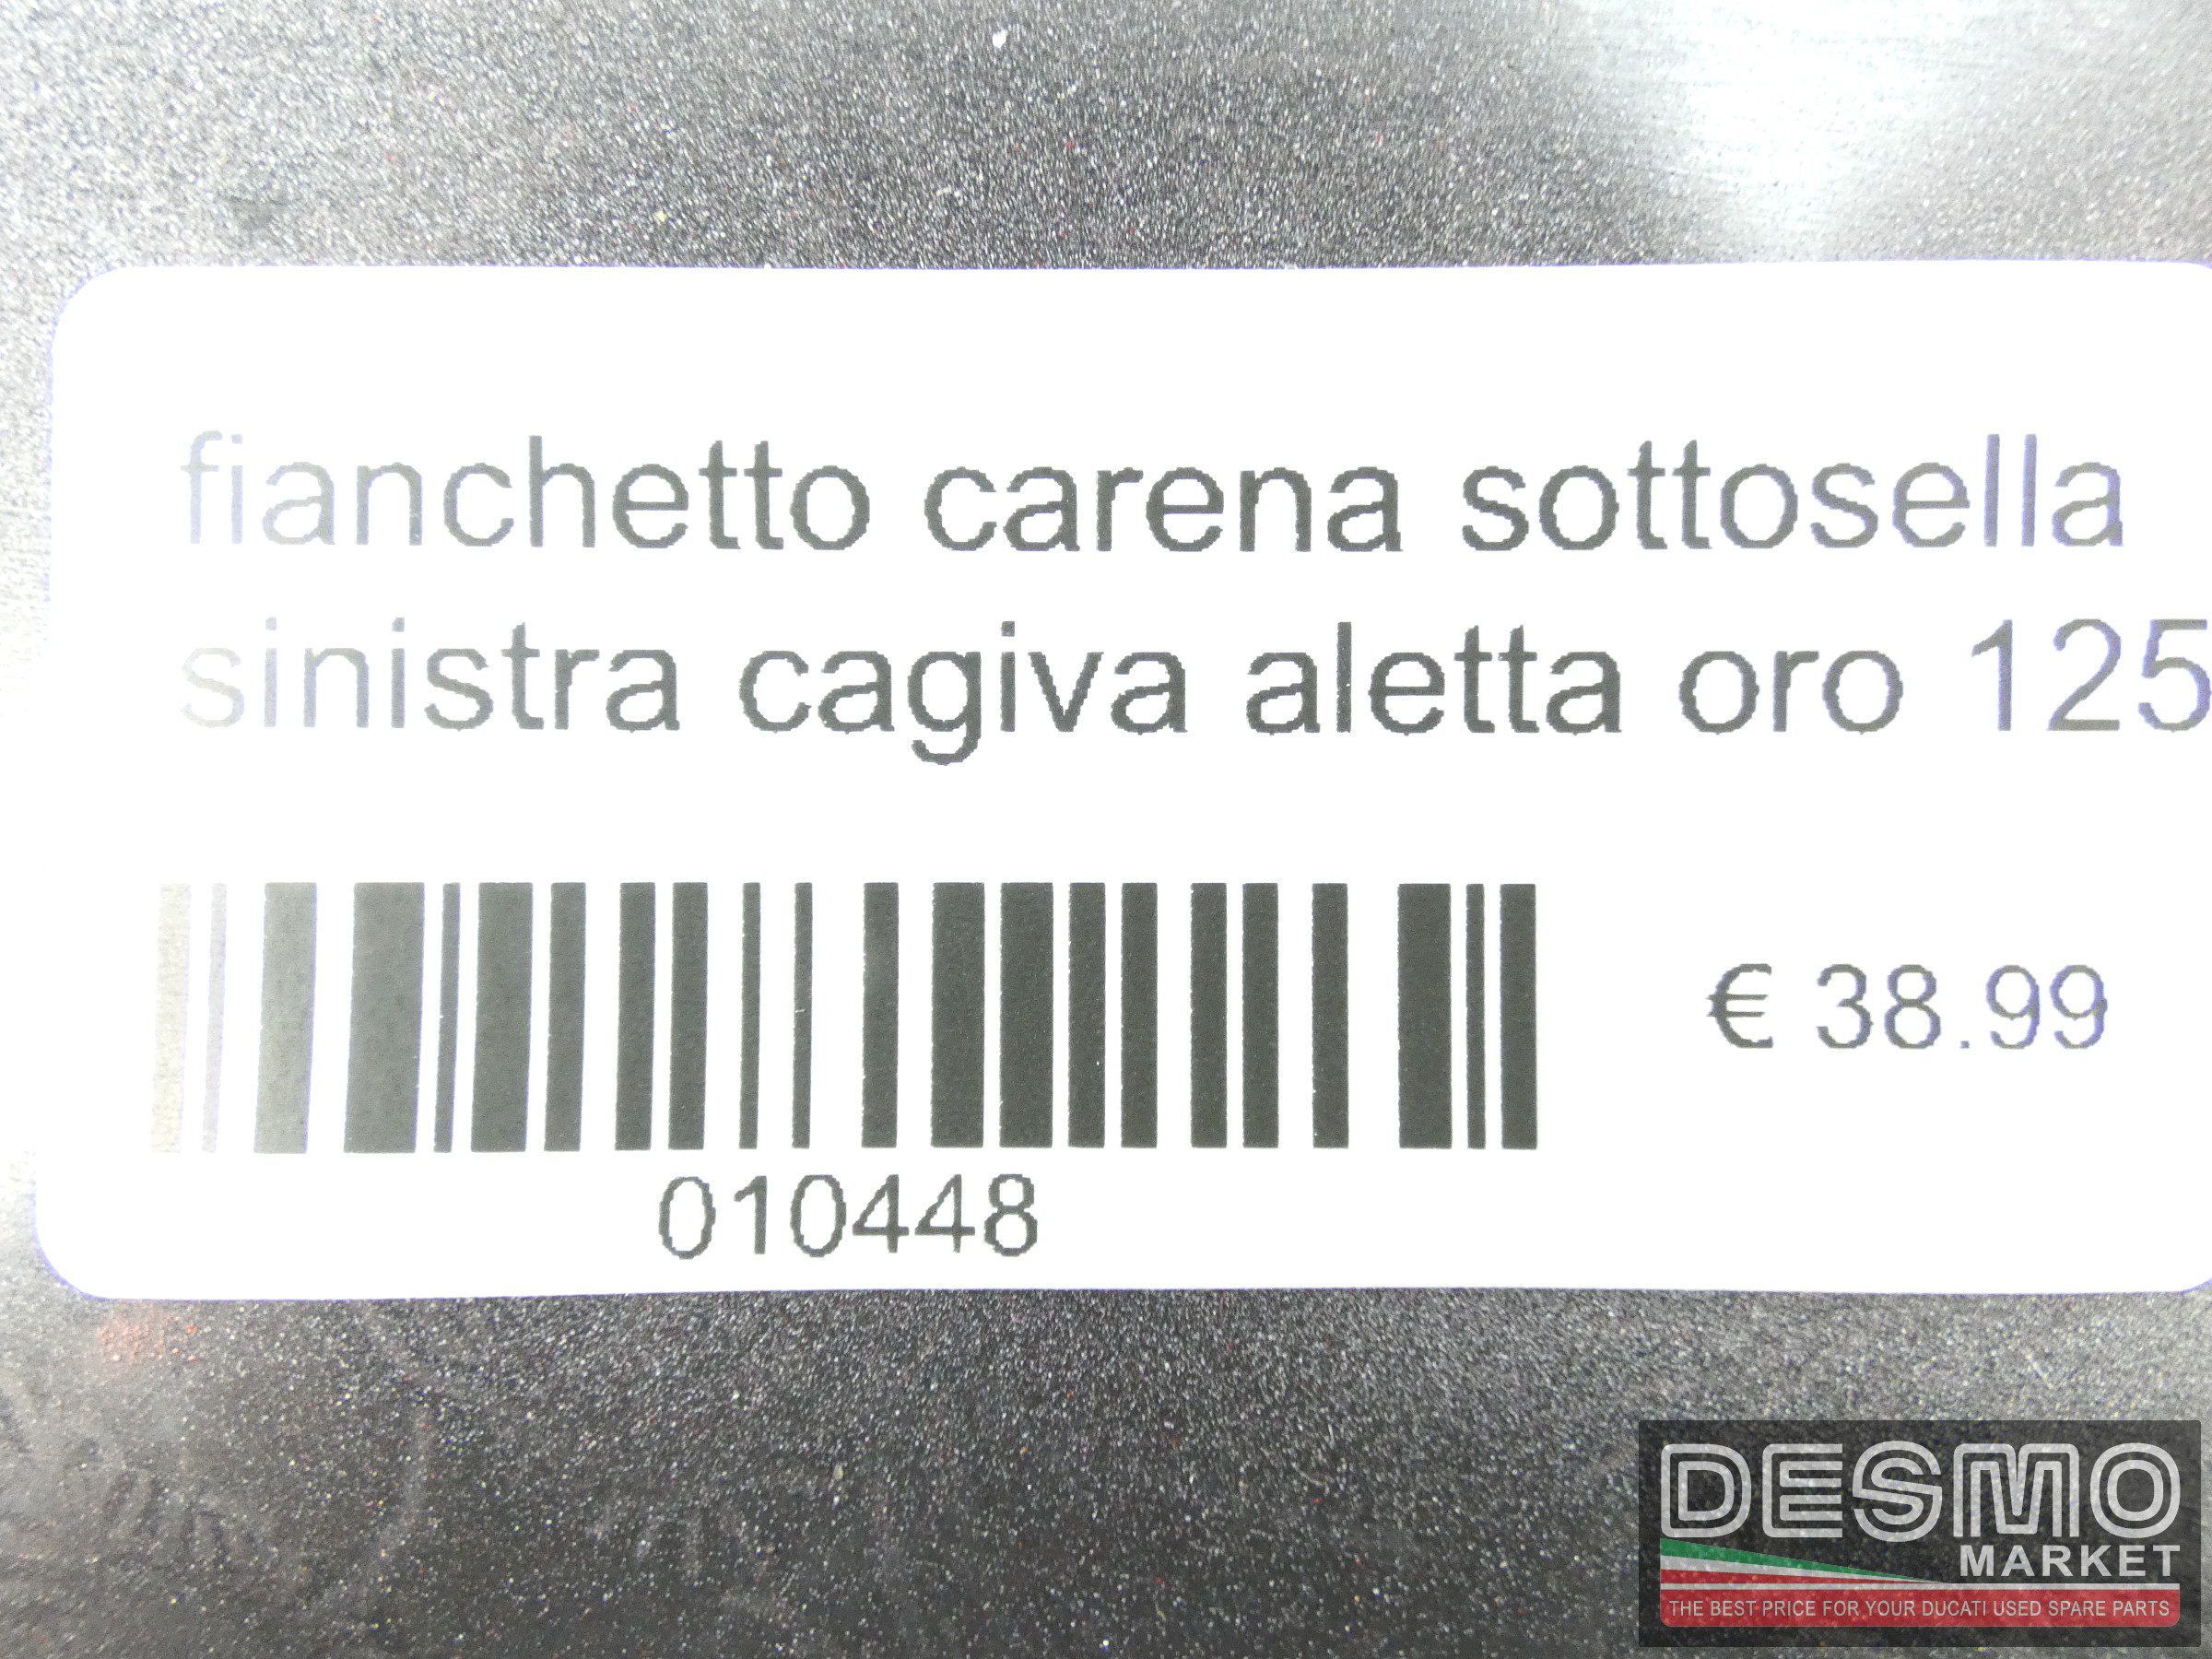 fianchetto carena sottosella
sinistra cagiva aletta oro 125
€ 38.99
010448
DESMO
MARKET
THE BEST PRICE FOR YOUR DUCATI USED SPARE PARTS